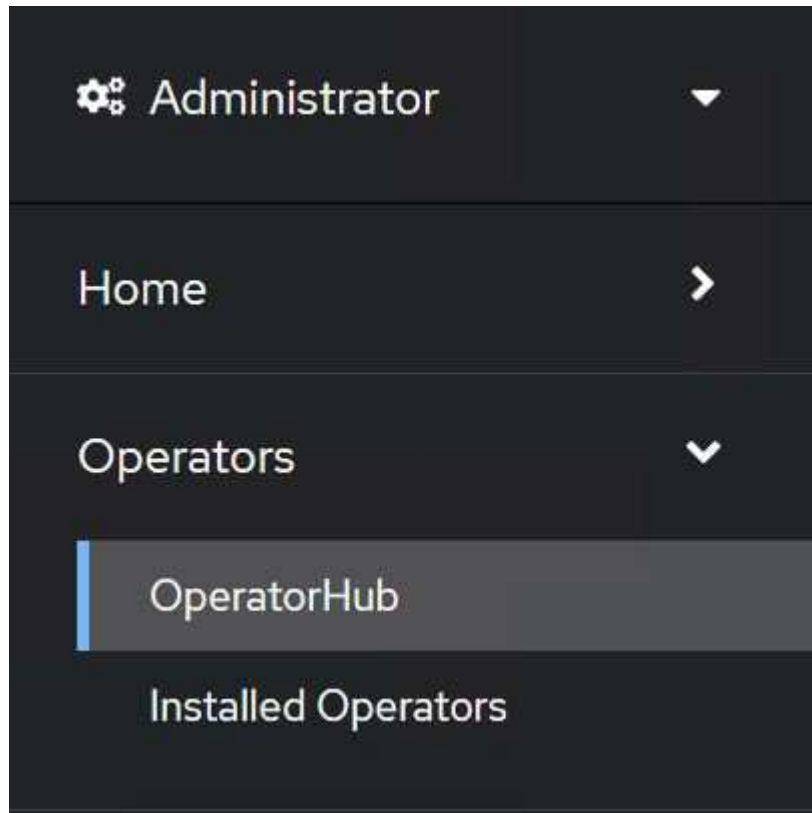 Administrator
Home
Operators
OperatorHub
Installed Operators